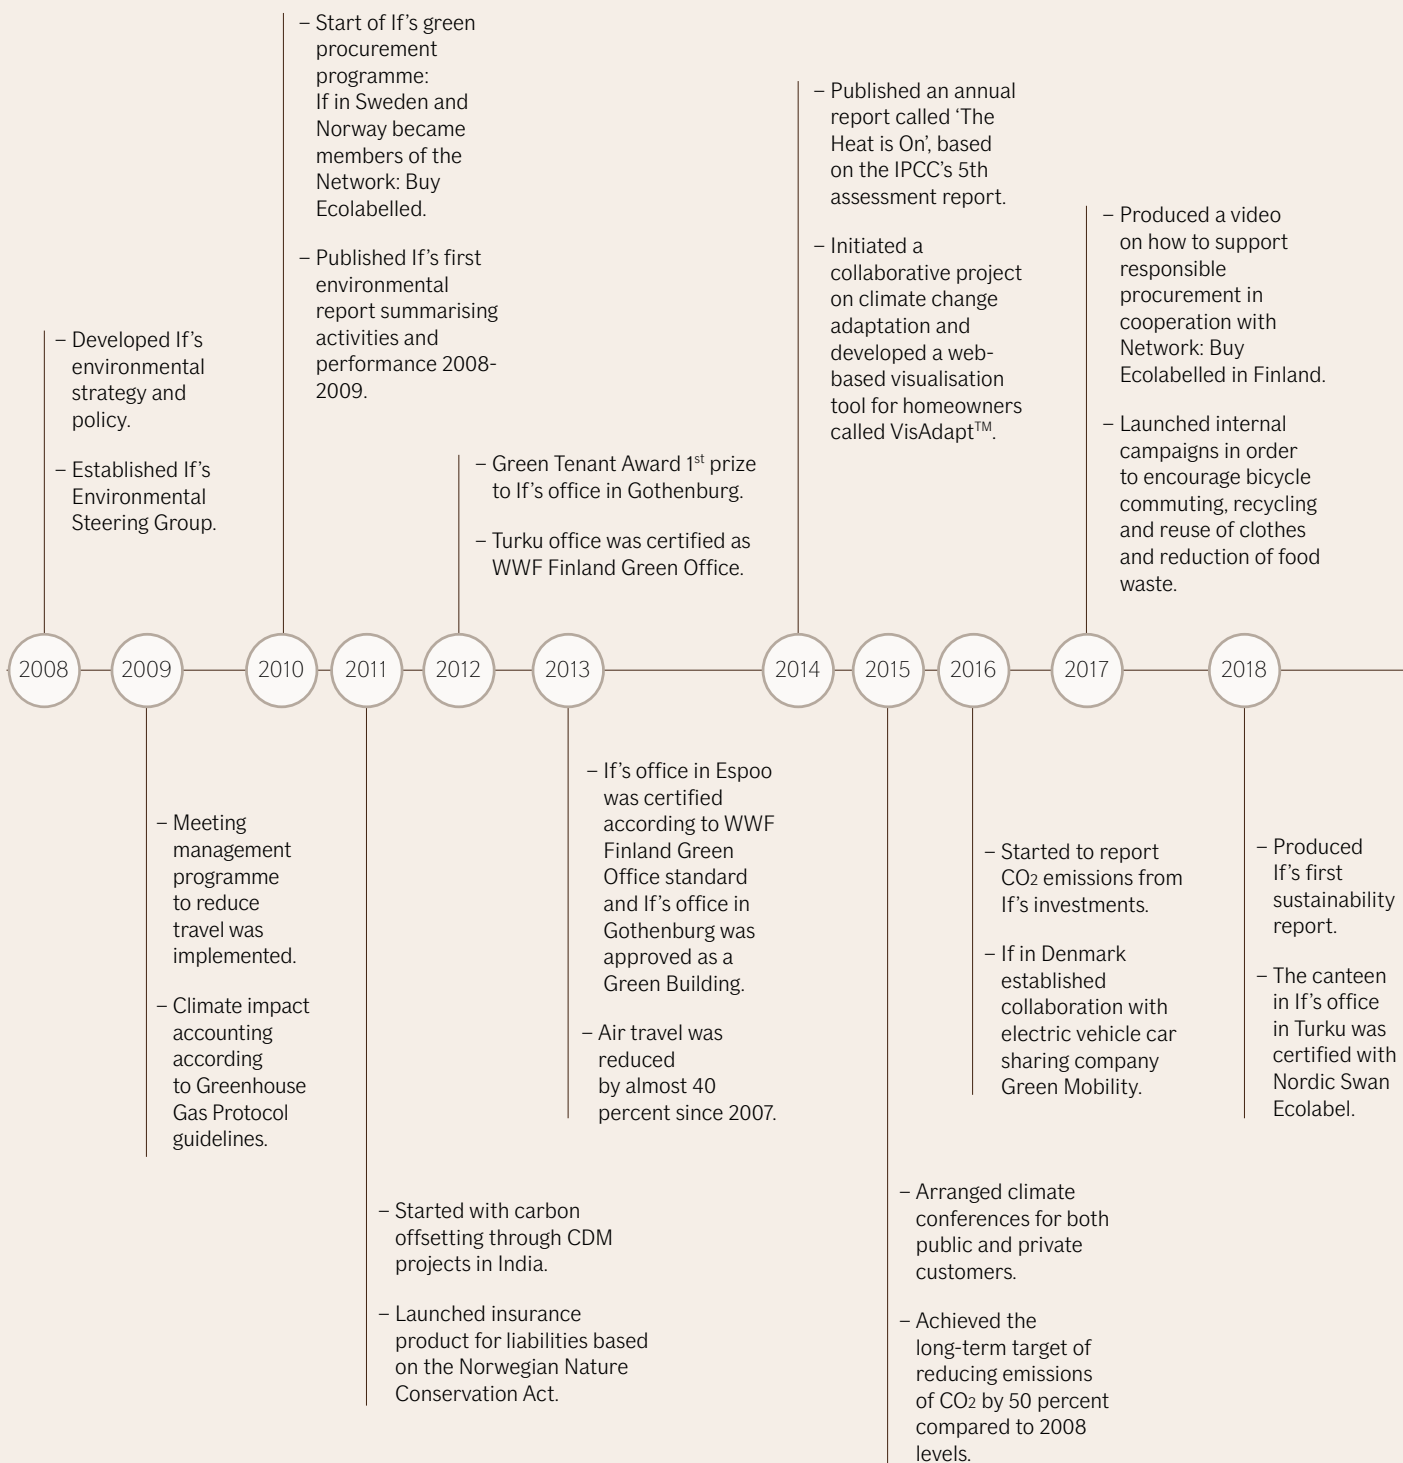 – Start of If's green
procurement
programme:
If in Sweden and
Norway became
members of the
Network: Buy
Ecolabelled.
– Published If's first
environmental
report summarising
activities and
performance 2008-
2009.
– Published an annual
report called ‘The
Heat is On’, based
on the IPCC's 5th
assessment report.
– Initiated a
collaborative project
on climate change
adaptation and
developed a web-
based visualisation
tool for homeowners
called VisAdapt™.
– Produced a video
on how to support
responsible
procurement in
cooperation with
Network: Buy
Ecolabelled in Finland.
– Launched internal
campaigns in order
to encourage bicycle
commuting, recycling
and reuse of clothes
and reduction of food
waste.
– Developed If's
environmental
strategy and
policy.
– Established If's
Environmental
Steering Group.
– Green Tenant Award 1st prize
to If's office in Gothenburg.
– Turku office was certified as
WWF Finland Green Office.
2008 2009 2010 2011 2012 2013 2014 2015 2016 2017 2018
– Meeting
management
programme
to reduce
travel was
implemented.
– Climate impact
accounting
according
to Greenhouse
Gas Protocol
guidelines.
– If's office in Espoo
was certified
according to WWF
Finland Green
Office standard
and If's office in
Gothenburg was
approved as a
Green Building.
– Air travel was
reduced
by almost 40
percent since 2007.
– Started to report
CO2 emissions from
If's investments.
– If in Denmark
established
collaboration with
electric vehicle car
sharing company
Green Mobility.
– Produced
If's first
sustainability
report.
– The canteen
in If's office
in Turku was
certified with
Nordic Swan
Ecolabel.
– Started with carbon
offsetting through CDM
projects in India.
– Launched insurance
product for liabilities based
on the Norwegian Nature
Conservation Act.
– Arranged climate
conferences for both
public and private
customers.
– Achieved the
long-term target of
reducing emissions
of CO2 by 50 percent
compared to 2008
levels.